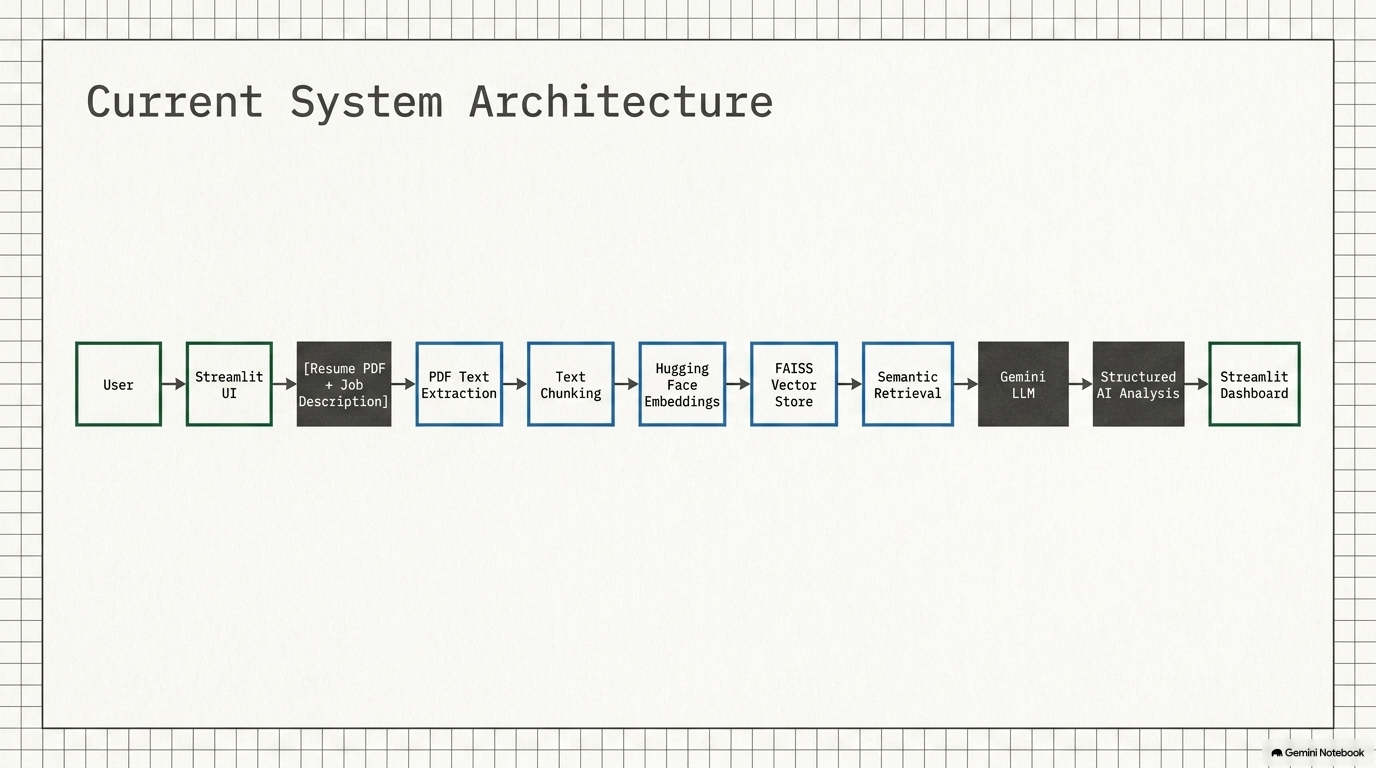 Current System Architecture
User
Streamlit
UI
[Resume PDF
+ Job
Description]
PDF Text
Extraction
Text
Chunking
Hugging
Face
Embeddings
FAISS
Vector
Store
Semantic
Retrieval
Gemini
LLM
Structured
AI Analysis
Streamlit
Dashboard
Gemini Notebook